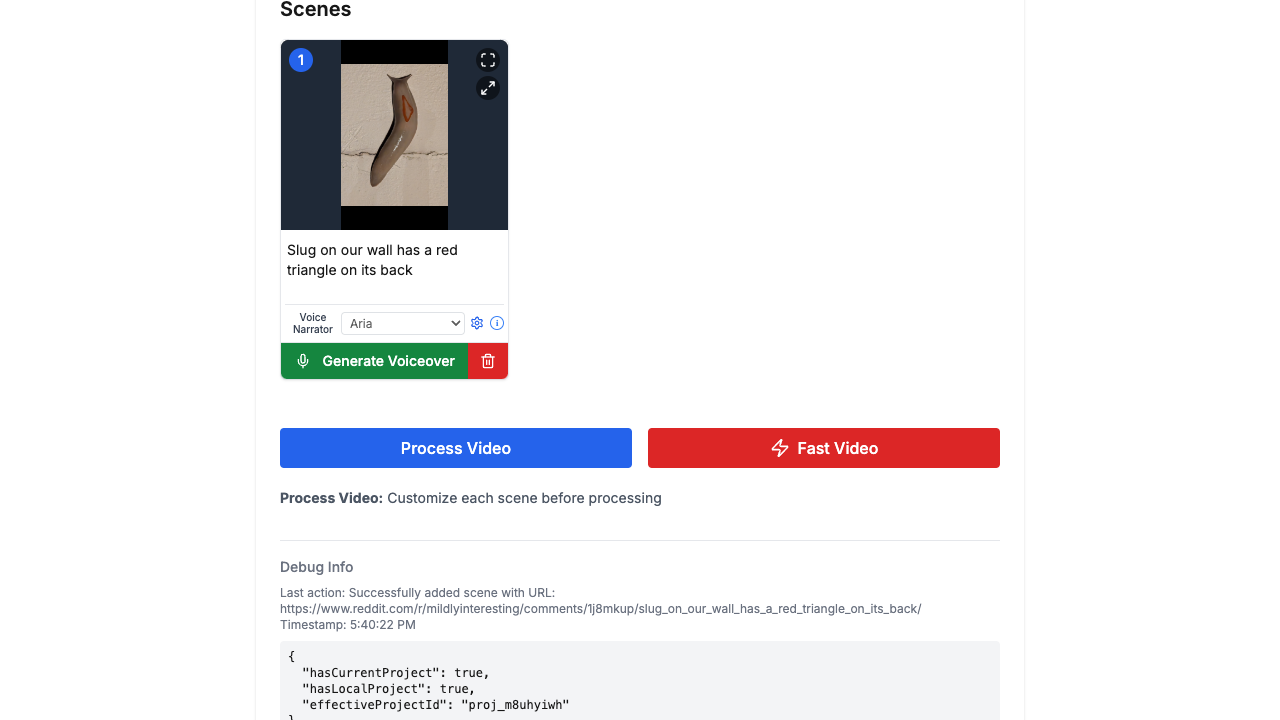 Scenes
1
Slug on our wall has a red
triangle on its back
Voice
Narrator
Aria
Generate Voiceover
Process Video
Fast Video
Process Video: Customize each scene before processing
Debug Info
Last action: Successfully added scene with URL:
https://www.reddit.com/r/mildlyinteresting/comments/1j8mkup/slug_on_our_wall_has_a_red_triangle_on_its_back/
Timestamp: 5:40:22 PM
{
"hasCurrentProject": true,
"hasLocalProject": true,
"effectiveProjectId": "proj_m8uhyiwh"
}